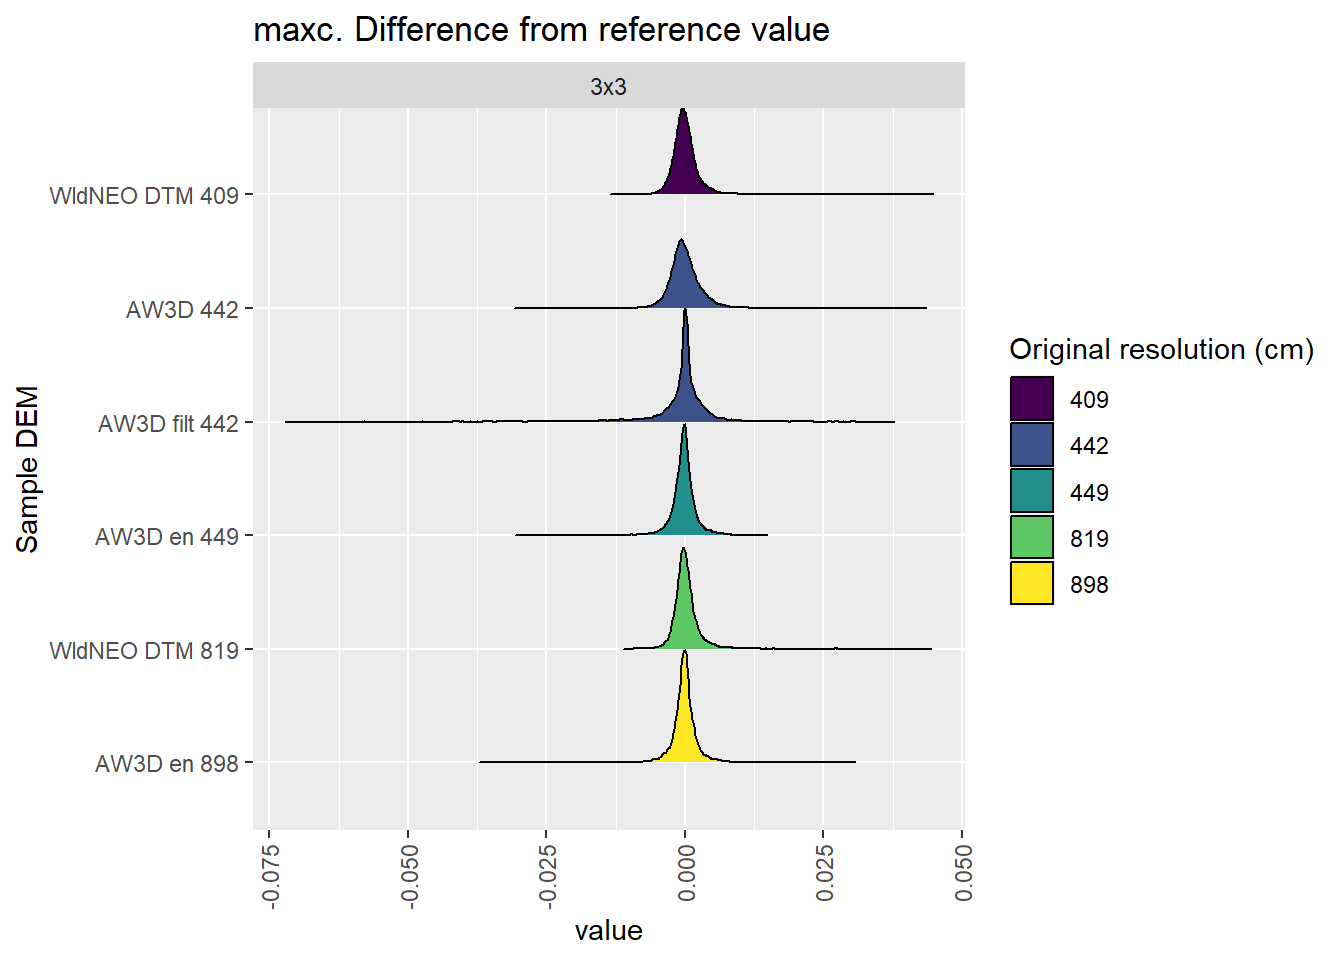 maxc. Difference from reference value
3x3
WldNEO DTM 409
AW3D 442
AW3D filt 442
AW3D en 449
WldNEO DTM 819
AW3D en 898
Sample DEM
-0.075
-0.050
-0.025
0.000
0.025
0.050
value
Original resolution (cm)
409
442
449
819
898